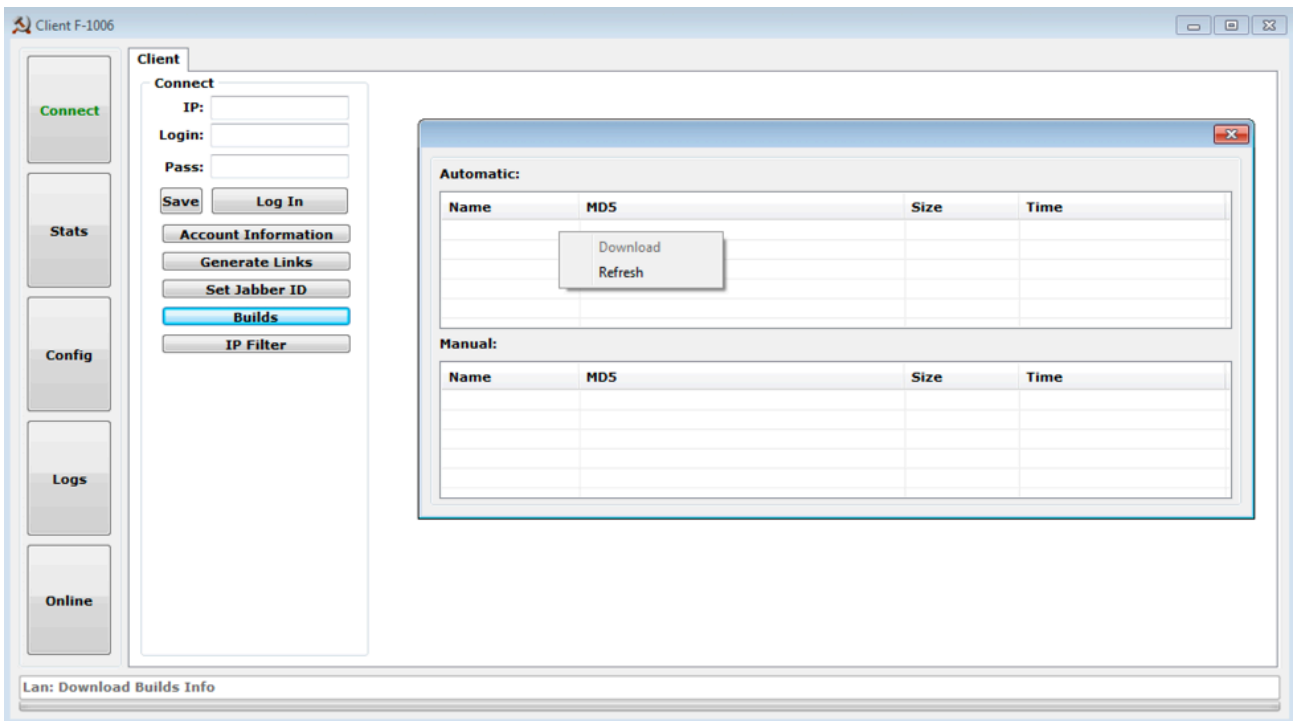 Client F-1006
Client
Connect
Connect
IP:
Login:
Pass:
Save
Log In
Account Information
Generate Links
Set Jabber ID
Builds
IP Filter
Stats
Config
Logs
Online
Automatic:
Name MD5 Size Time
Download
Refresh
Manual:
Name MD5 Size Time
Lan: Download Builds Info